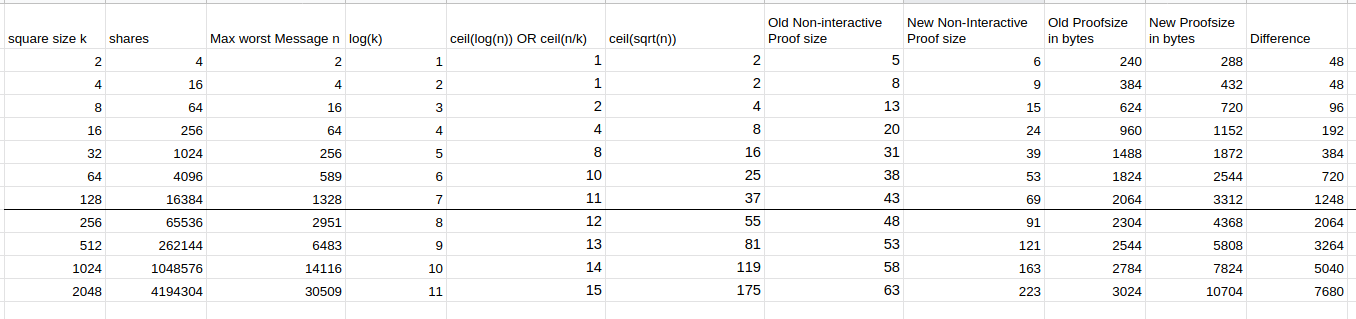 square size k shares Max worst Message n log(k) ceil(log(n)) OR ceil(n/k) ceil(sqrt(n)) Old Non-interactive Proof size New Non-Interactive Proof size Old Proofsize in bytes New Proofsize in bytes Difference
2 4 2 1 1 2 5 6 240 288 48
4 16 4 2 1 2 8 9 384 432 48
8 64 16 3 2 4 13 15 624 720 96
16 256 64 4 4 8 20 24 960 1152 192
32 1024 256 5 8 16 31 39 1488 1872 384
64 4096 589 6 10 25 38 53 1824 2544 720
128 16384 1328 7 11 37 43 69 2064 3312 1248
256 65536 2951 8 12 55 48 91 2304 4368 2064
512 262144 6483 9 13 81 53 121 2544 5808 3264
1024 1048576 14116 10 14 119 58 163 2784 7824 5040
2048 4194304 30509 11 15 175 63 223 3024 10704 7680